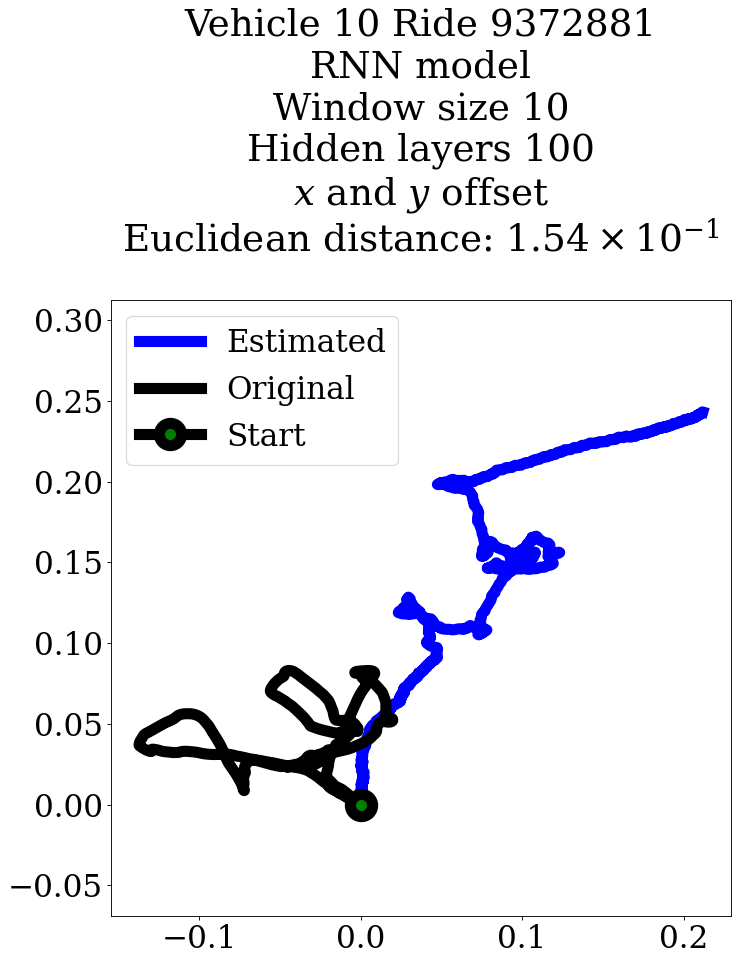 Vehicle 10 Ride 9372881
RNN model
Window size 10
Hidden layers 100
x and y offset
Euclidean distance: 1.54 × 10⁻¹
Estimated
Original
Start
0.30
0.25
0.20
0.15
0.10
0.05
0.00
−0.05
−0.1
0.0
0.1
0.2